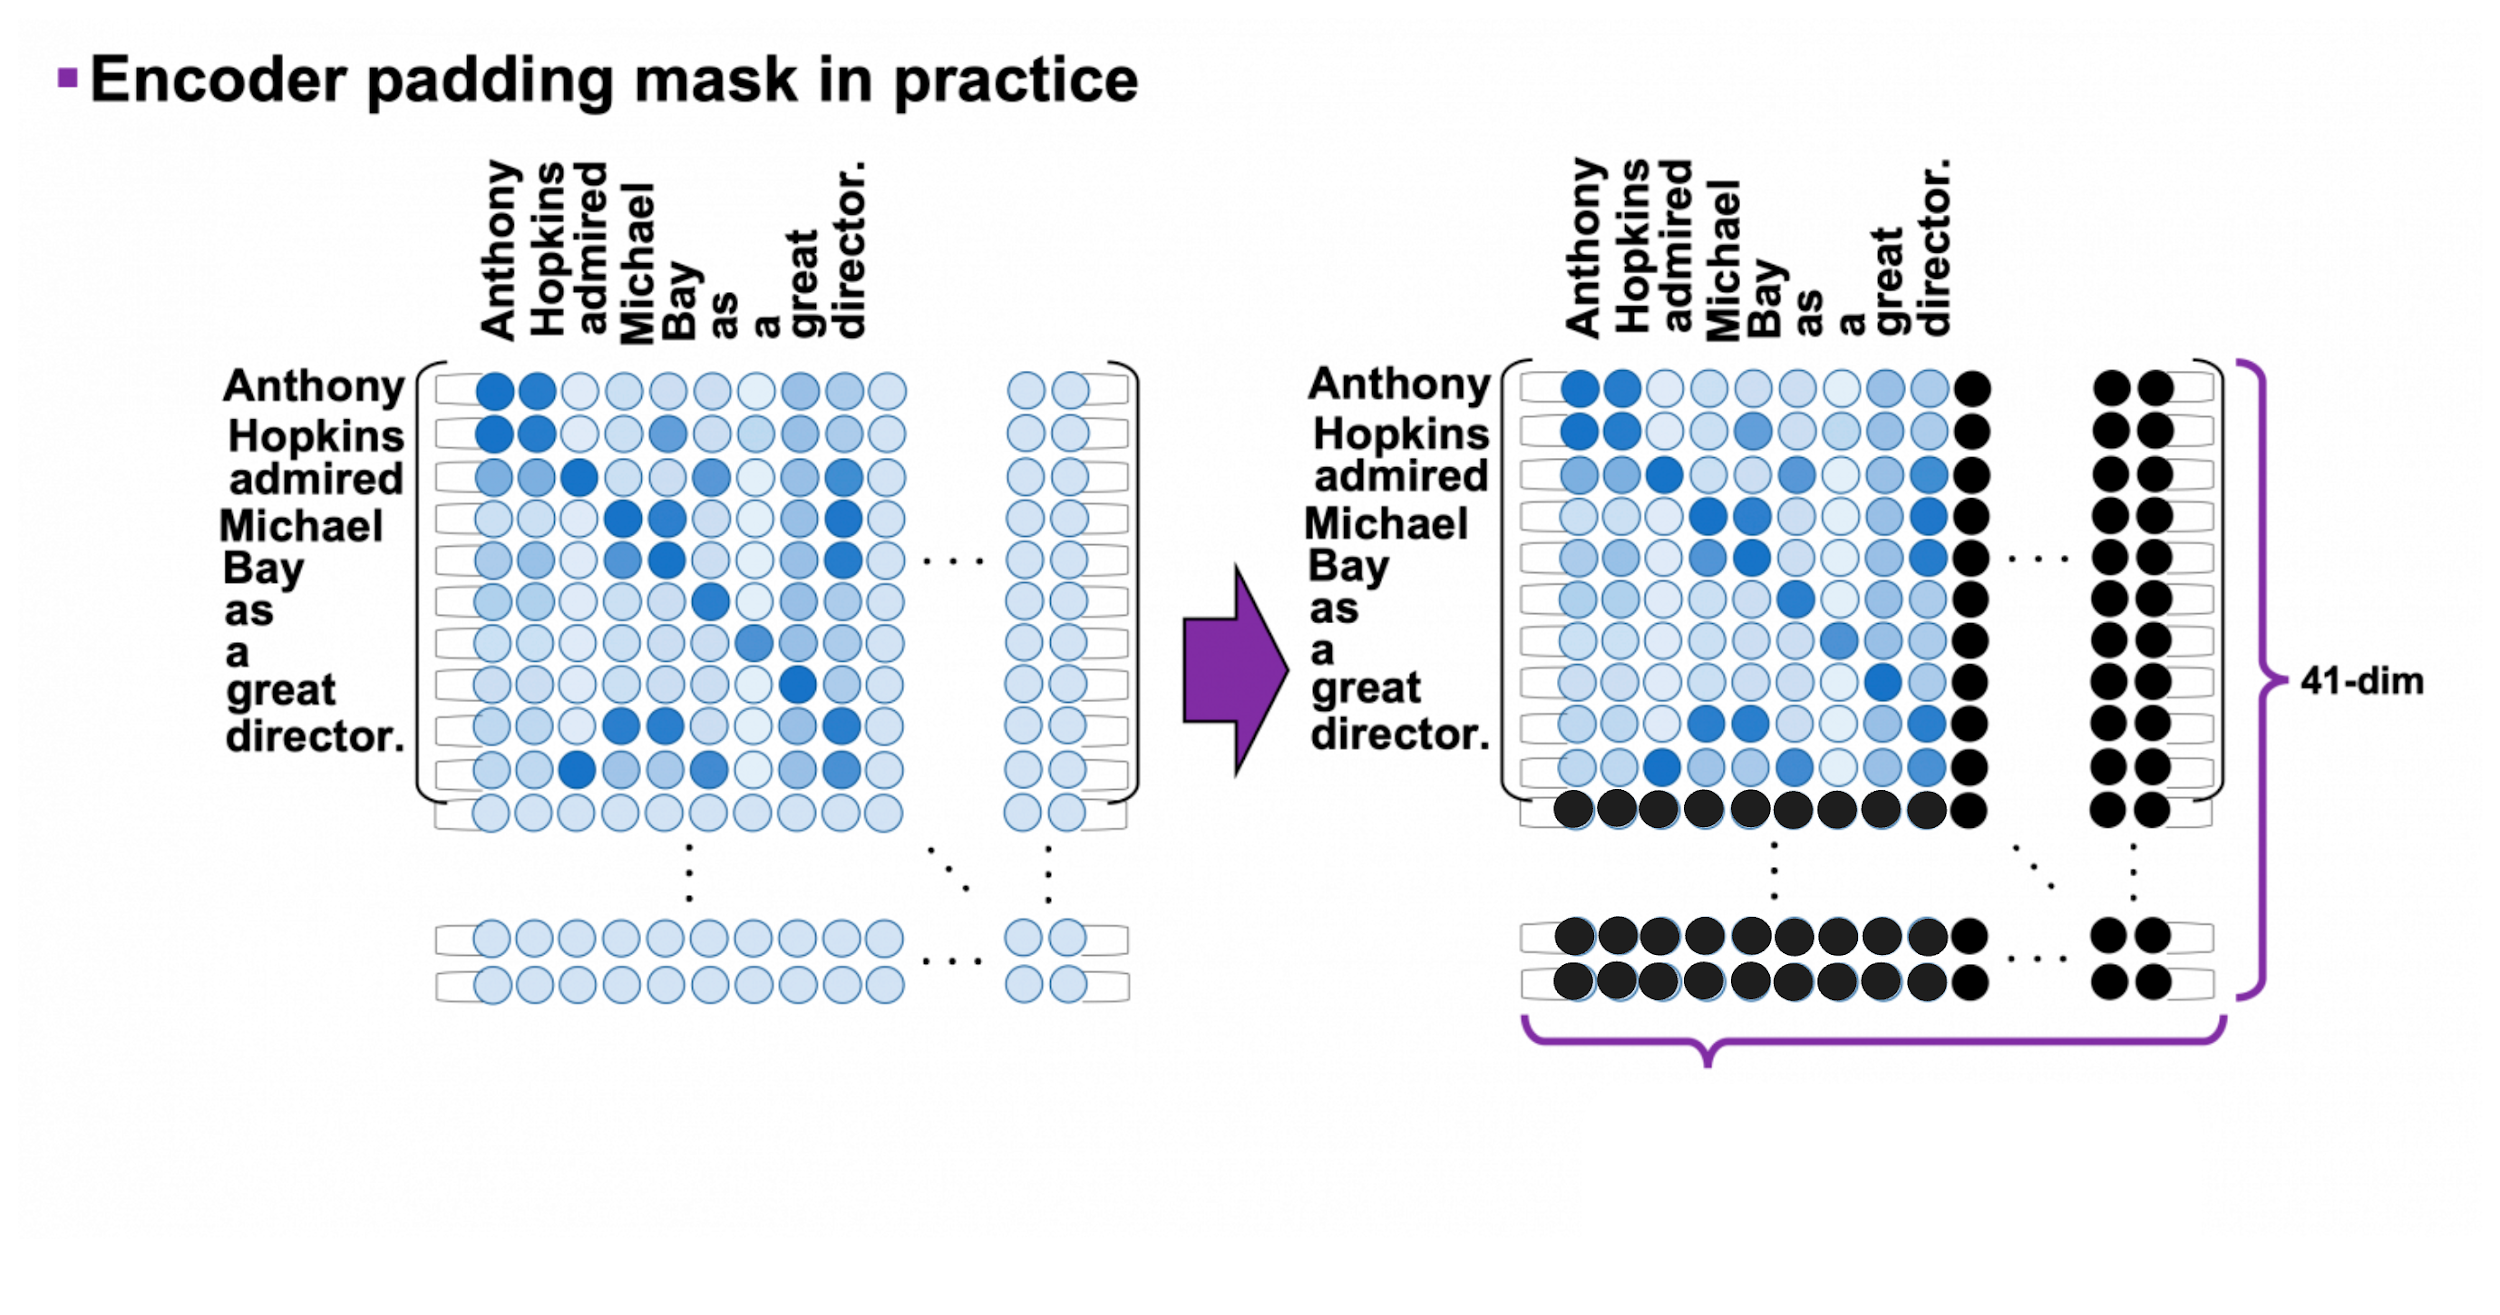 Encoder padding mask in practice
Anthony
Hopkins
admired
Michael
Bay
as
a
great
director.
Anthony
Hopkins
admired
Michael
Bay
as
a
great
director.
Anthony
Hopkins
admired
Michael
Bay
as
a
great
director.
Anthony
Hopkins
admired
Michael
Bay
as
a
great
director.
41-dim